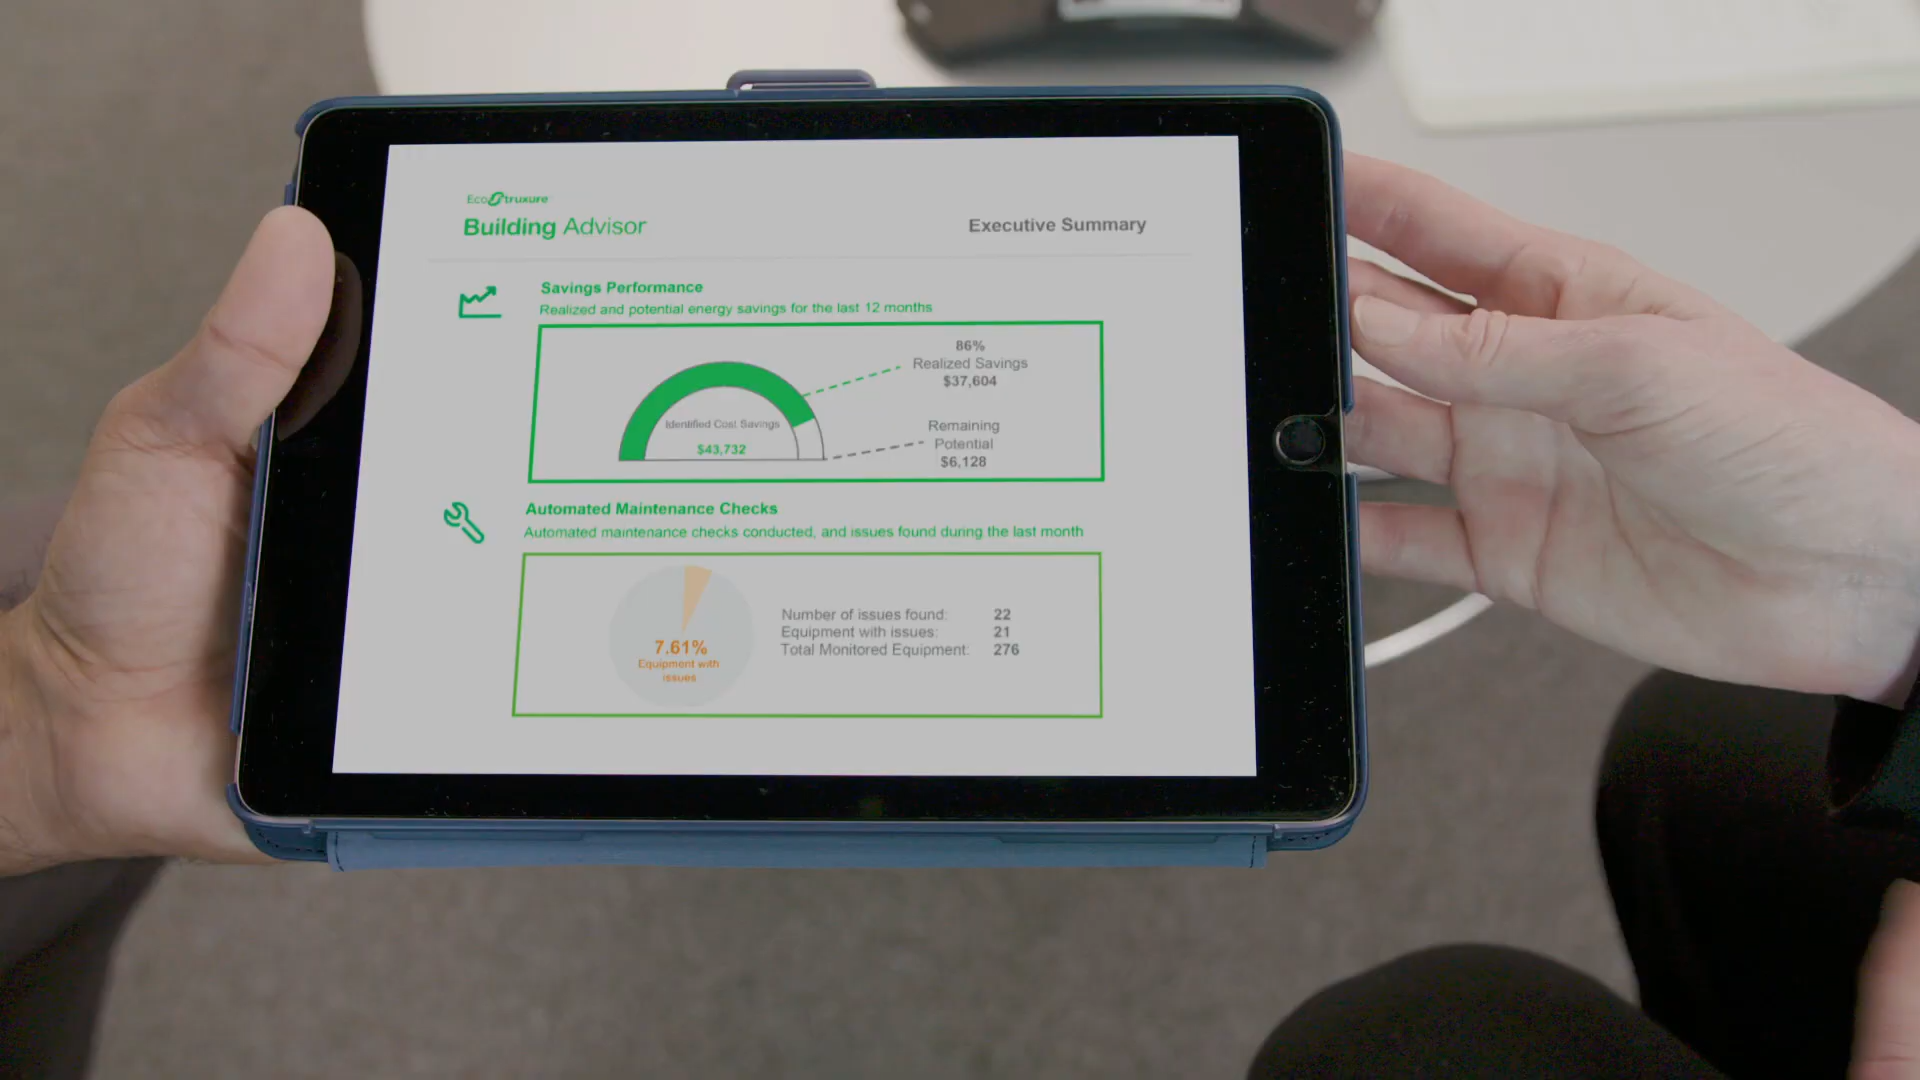 EcoStruxure
Building Advisor
Executive Summary
Savings Performance
Realized and potential energy savings for the last 12 months
86%
Realized Savings
$37,604
Identified Cost Savings
$43,732
Remaining
Potential
$6,128
Automated Maintenance Checks
Automated maintenance checks conducted, and issues found during the last month
7.61%
Equipment with
issues
Number of issues found: 22
Equipment with issues: 21
Total Monitored Equipment: 276